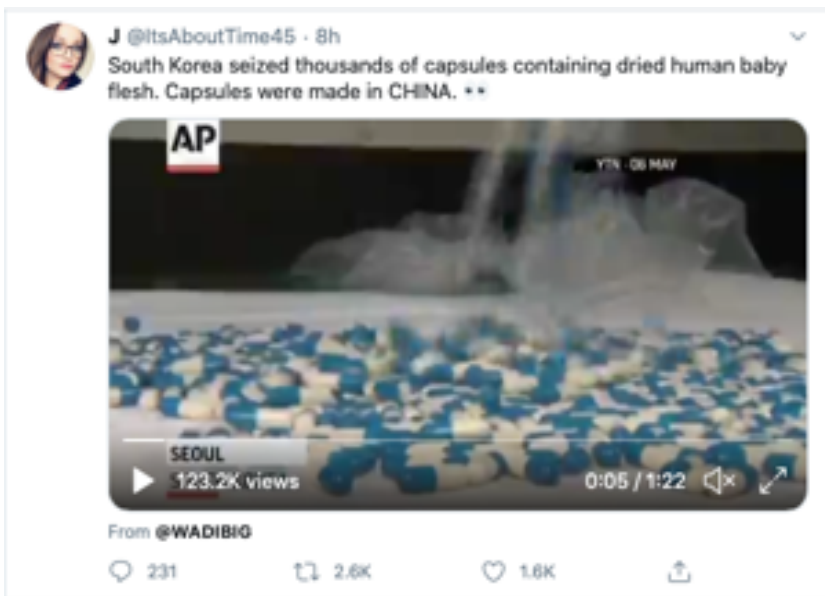 J @ItsAboutTime45 · 8h
South Korea seized thousands of capsules containing dried human baby
flesh. Capsules were made in CHINA. 👀
AP
YTN - 06 MAY
SEOUL
123.2K views
0:05 / 1:22
From @WADIBIG
231 2.6K 1.6K